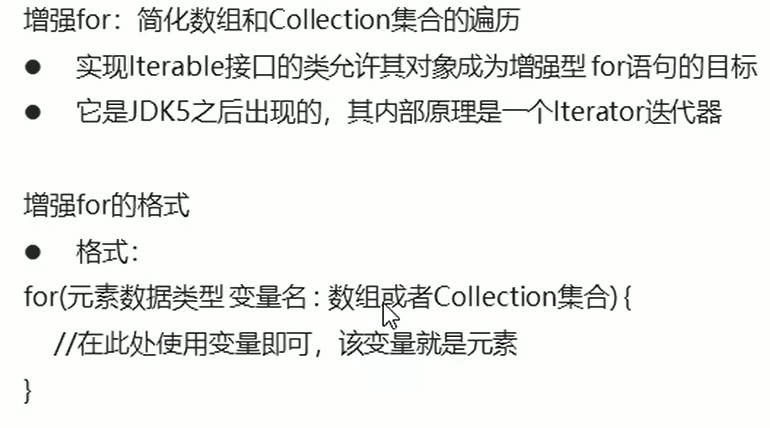 增强for：简化数组和Collection集合的遍历
● 实现Iterable接口的类允许其对象成为增强型 for语句的目标
● 它是JDK5之后出现的，其内部原理是一个Iterator迭代器
增强for的格式
● 格式：
for(元素数据类型 变量名 : 数组或者Collection集合) {
//在此处使用变量即可，该变量就是元素
}